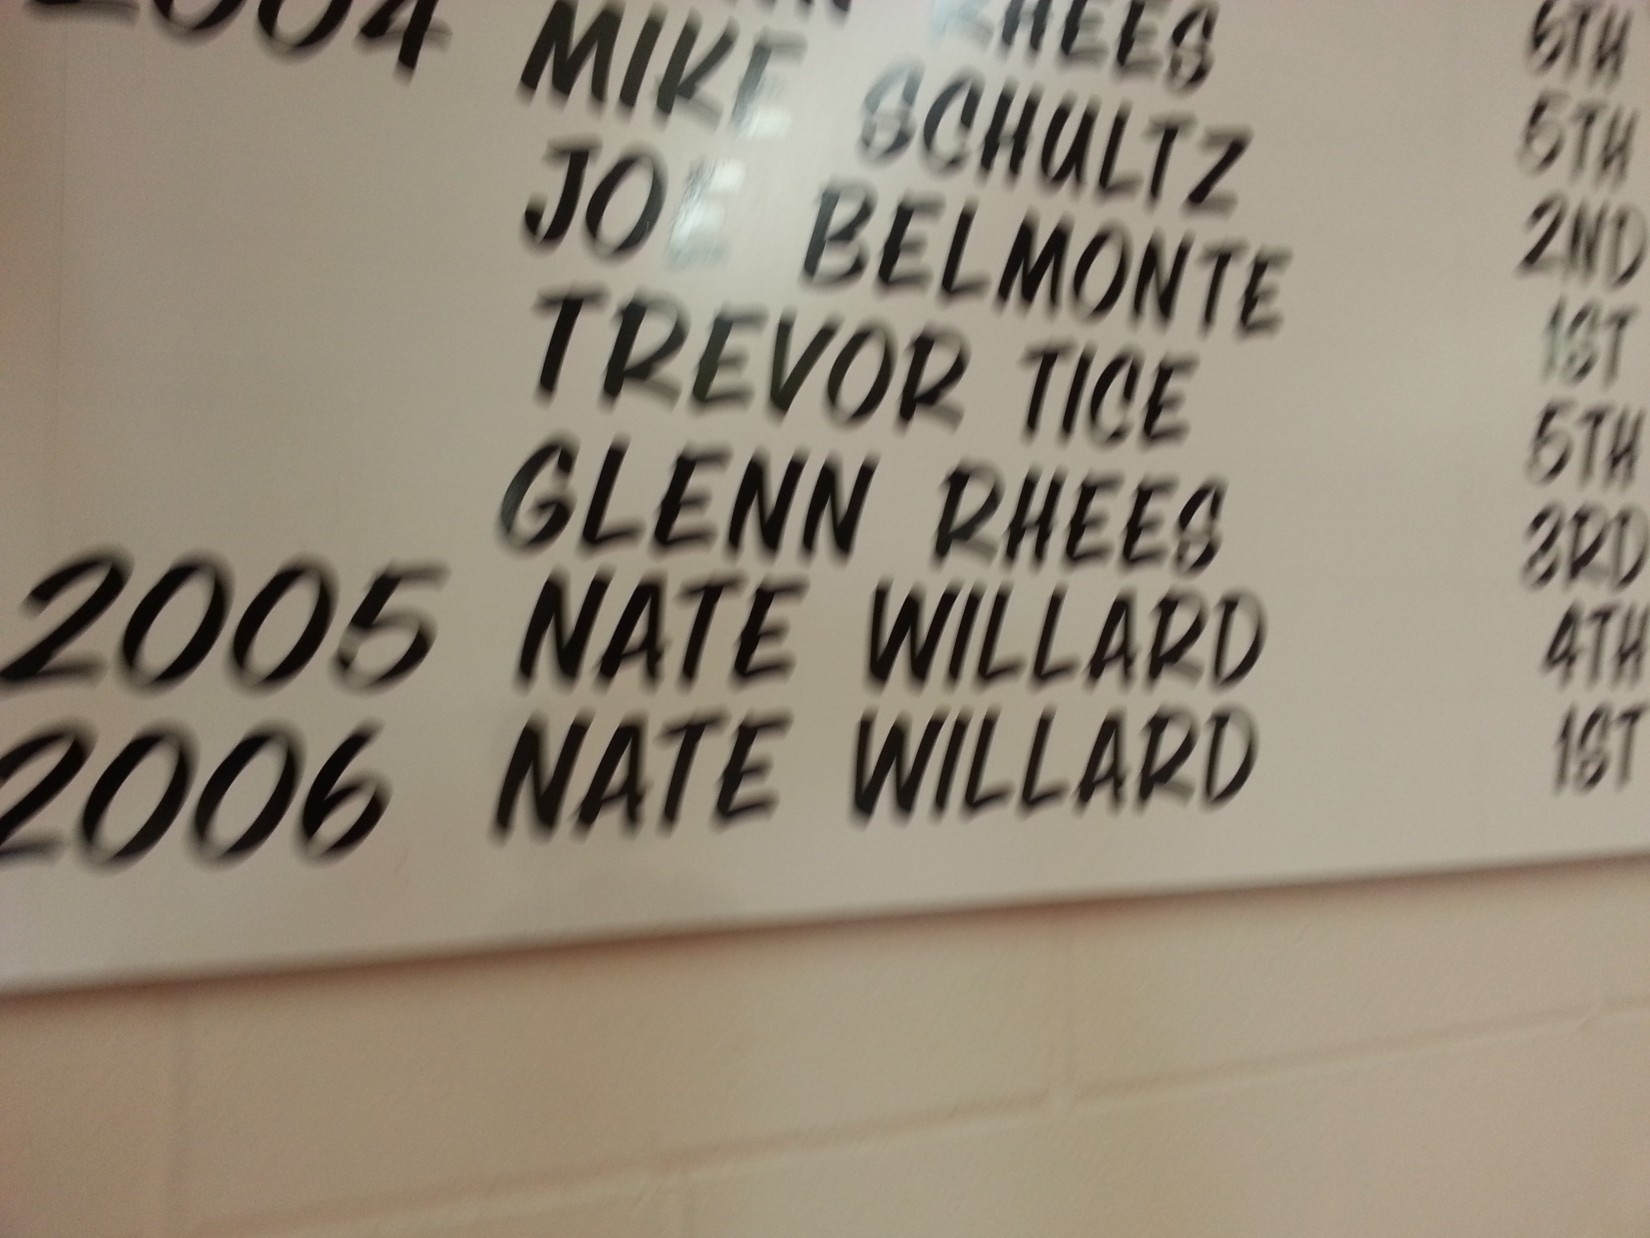 RHEES 5TH
2004 MIKE SCHULTZ 2ND
JOE BELMONTE 1ST
TREVOR TICE 5TH
GLENN RHEES 3RD
2005 NATE WILLARD 4TH
2006 NATE WILLARD 1ST